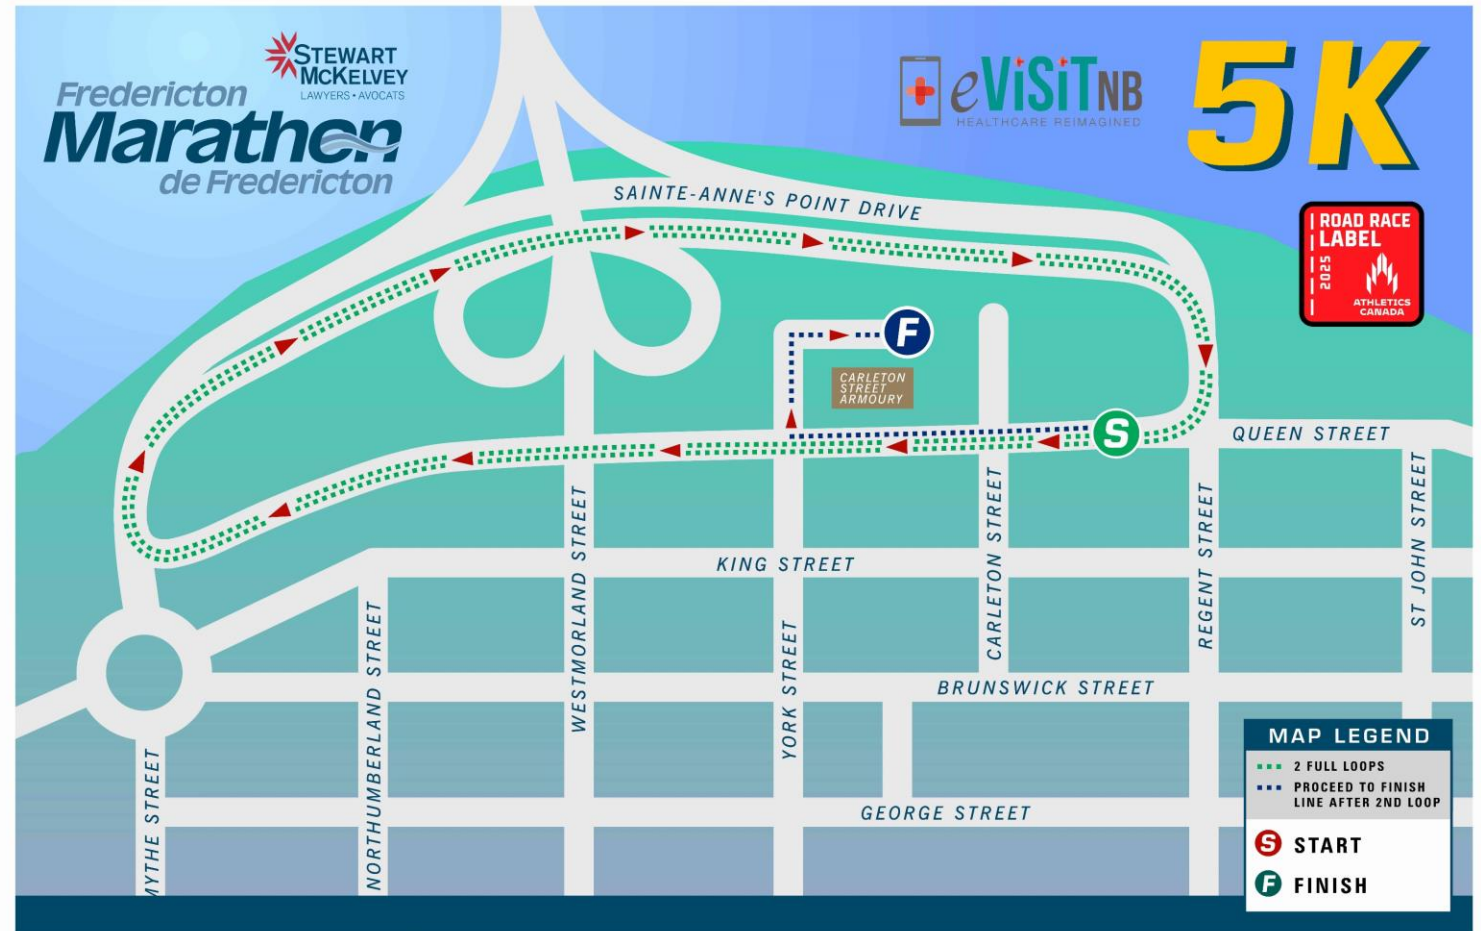 STEWART
MCKELVEY
LAWYERS • AVOCATS
Fredericton
Marathon
de Fredericton
eVisitNB
HEALTHCARE REIMAGINED
5K
ROAD RACE
LABEL
2025
ATHLETICS
CANADA
SAINTE-ANNE'S POINT DRIVE
F
CARLETON
STREET
ARMOURY
S
QUEEN STREET
KING STREET
WESTMORLAND STREET
CARLETON STREET
REGENT STREET
ST JOHN STREET
NORTHUMBERLAND STREET
YORK STREET
BRUNSWICK STREET
MYTHE STREET
GEORGE STREET
MAP LEGEND
2 FULL LOOPS
PROCEED TO FINISH
LINE AFTER 2ND LOOP
S START
F FINISH